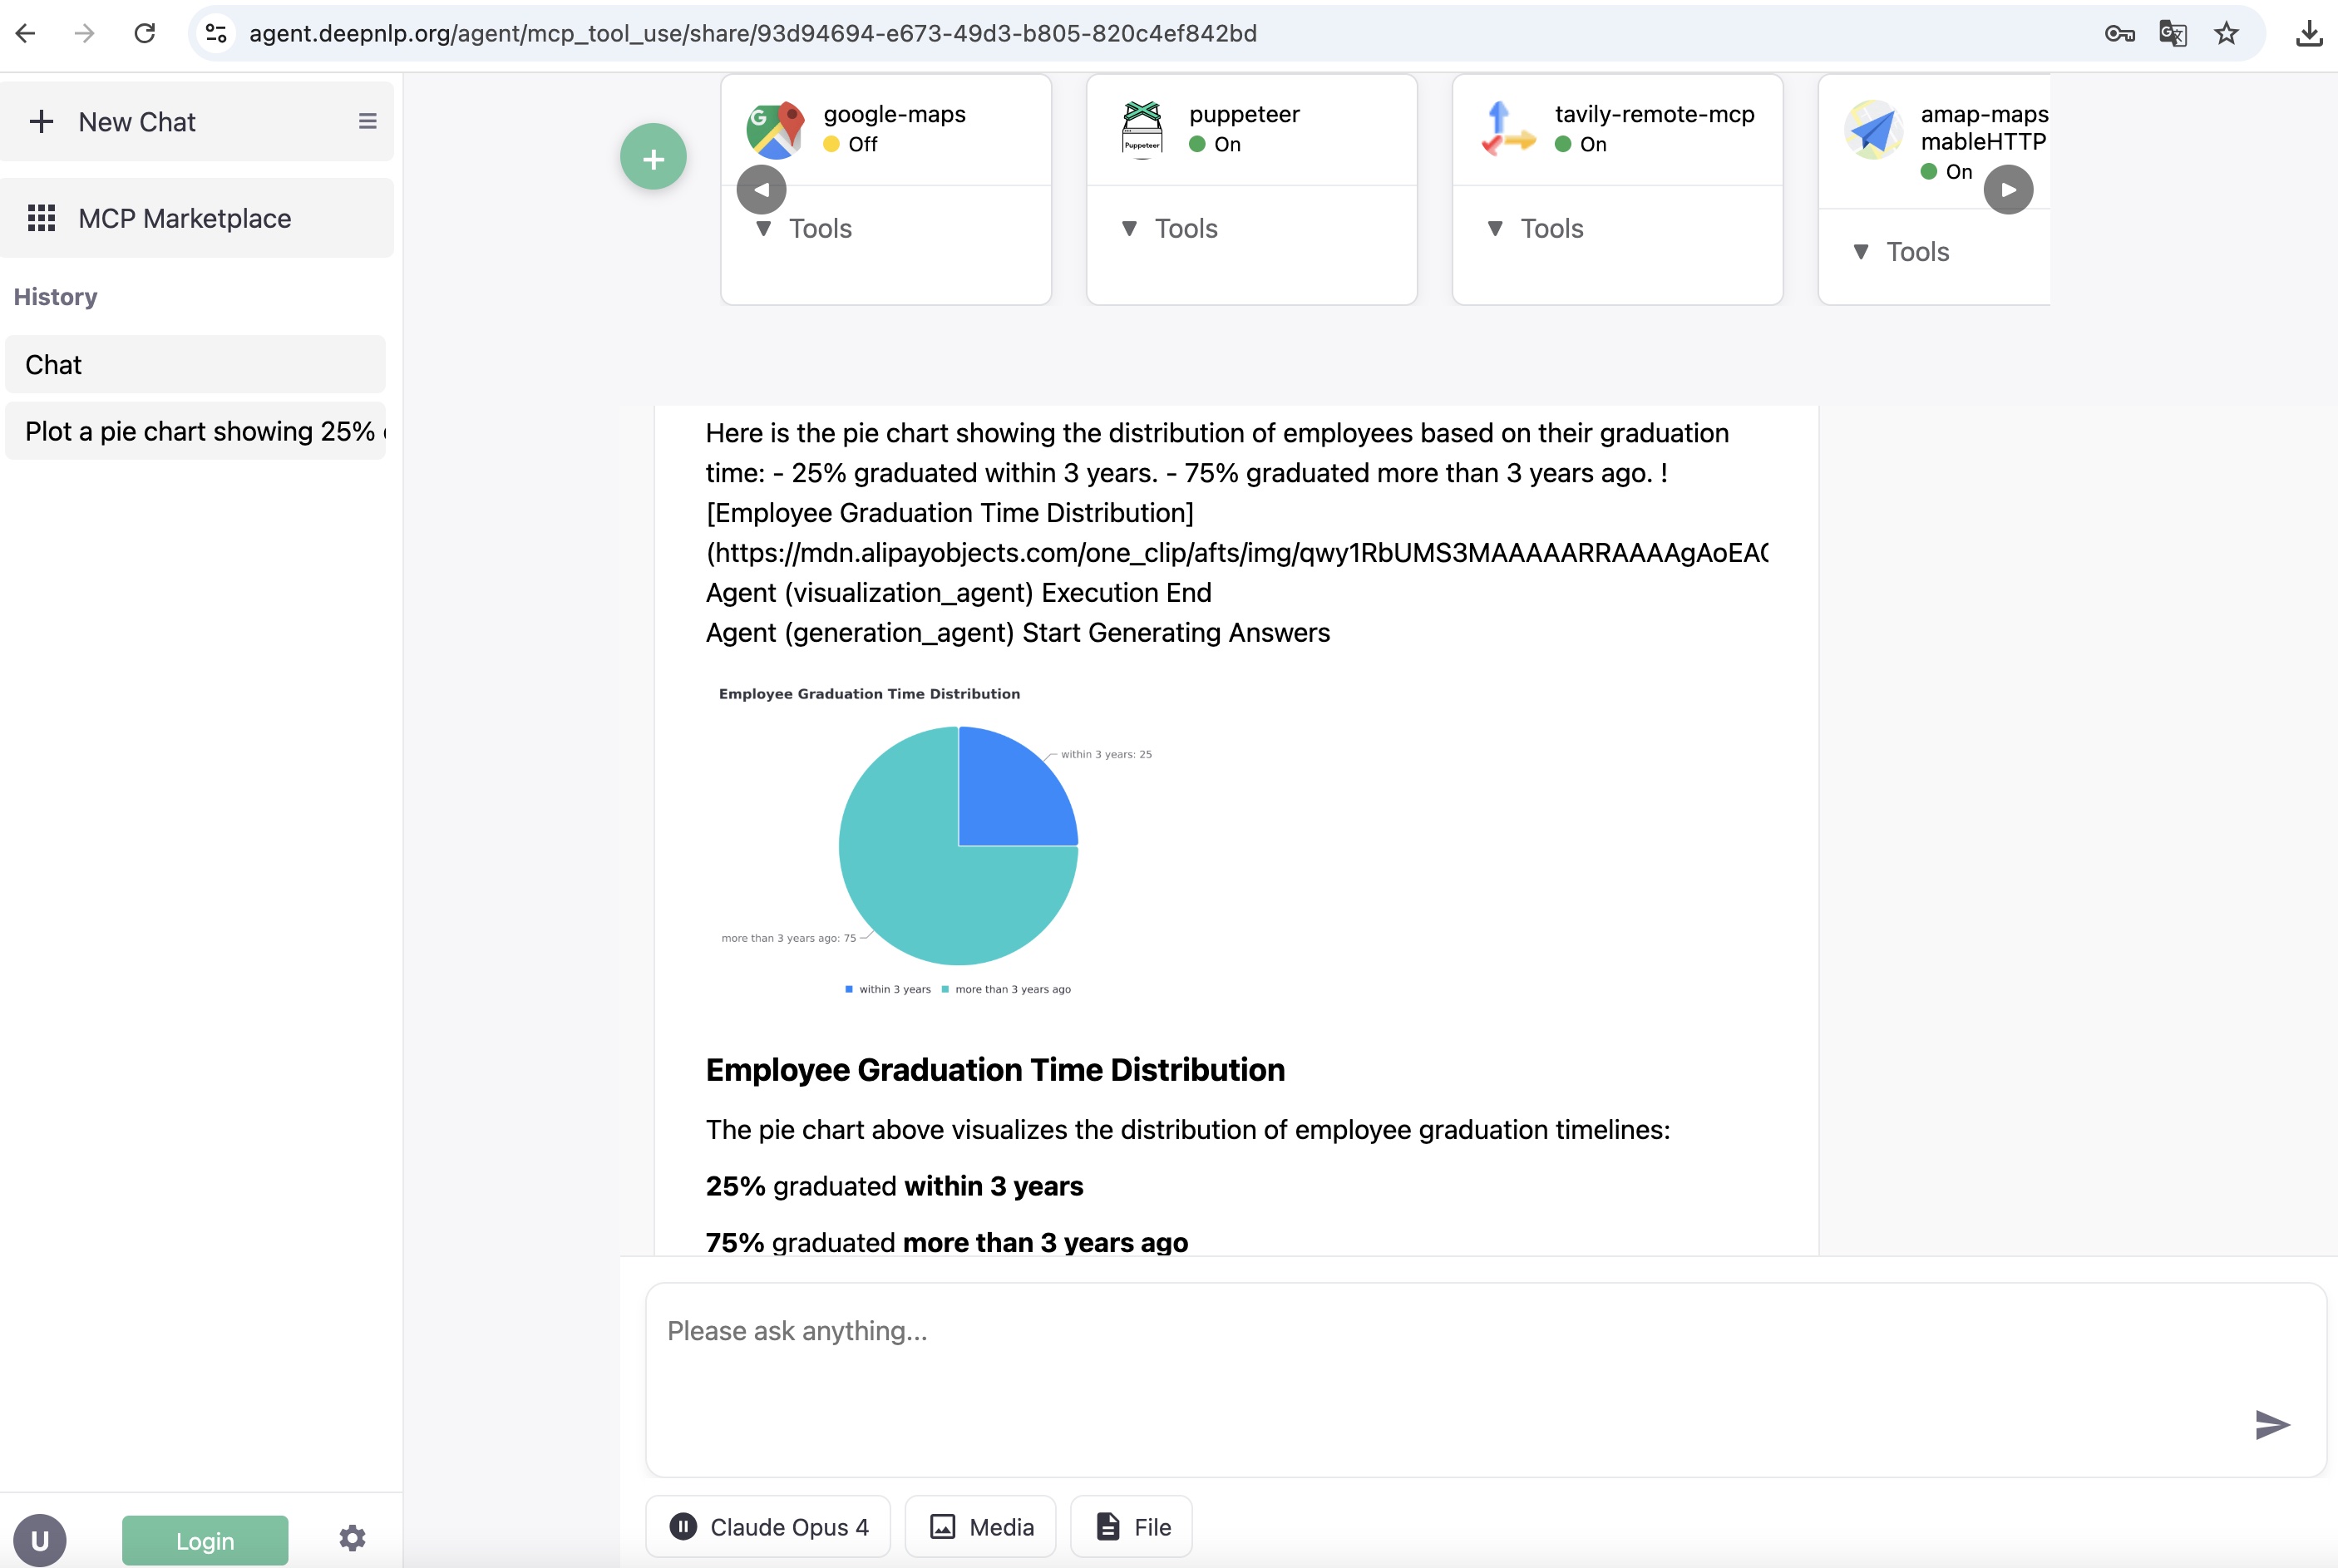 agent.deepnlp.org/agent/mcp_tool_use/share/93d94694-e673-49d3-b805-820c4ef842bd
New Chat
MCP Marketplace
History
Chat
Plot a pie chart showing 25%
google-maps
Off
Tools
puppeteer
Puppeteer
On
Tools
tavily-remote-mcp
On
Tools
amap-maps
mableHTTP
On
Tools
Here is the pie chart showing the distribution of employees based on their graduation
time: - 25% graduated within 3 years. - 75% graduated more than 3 years ago. !
[Employee Graduation Time Distribution]
(https://mdn.alipayobjects.com/one_clip/afts/img/qwy1RbUMS3MAAAAARRAAAAgAoEAC
Agent (visualization_agent) Execution End
Agent (generation_agent) Start Generating Answers
Employee Graduation Time Distribution
within 3 years: 25
more than 3 years ago: 75
within 3 years more than 3 years ago
Employee Graduation Time Distribution
The pie chart above visualizes the distribution of employee graduation timelines:
25% graduated within 3 years
75% graduated more than 3 years ago
Please ask anything...
Claude Opus 4
Media
File
U
Login